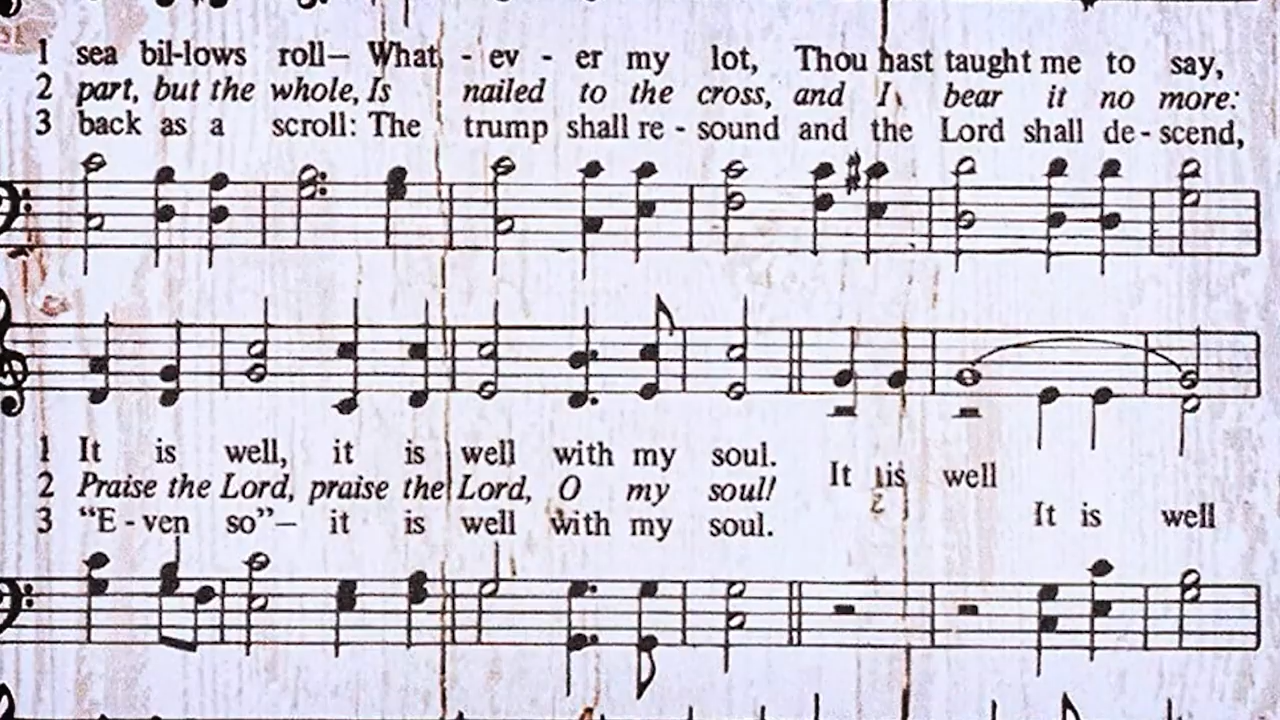 1 sea bil-lows roll— What - ev - er my lot, Thou hast taught me to say,
2 part, but the whole, Is nailed to the cross, and I bear it no more:
3 back as a scroll: The trump shall re - sound and the Lord shall de - scend,
1 It is well, it is well with my soul. It is well
2 Praise the Lord, praise the Lord, O my soul!
3 “E - ven so”— it is well with my soul. It is well